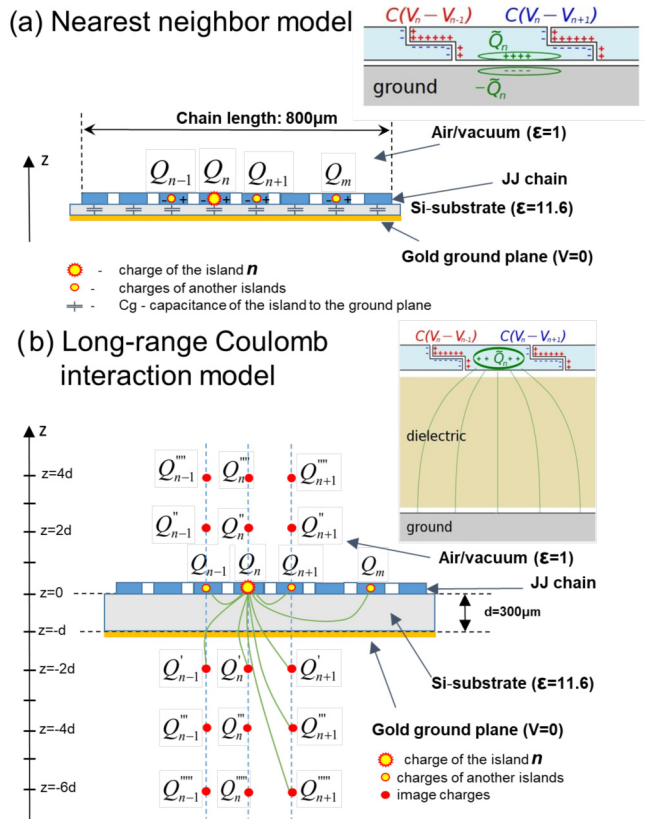 (a) Nearest neighbor model
C(Vn−Vn-1) C(Vn−Vn+1)
Q̃n
++++
----
−Q̃n
ground
Chain length: 800µm
Air/vacuum (ε=1)
z
Qn-1 Qn Qn+1 Qm
JJ chain
Si-substrate (ε=11.6)
Gold ground plane (V=0)
- charge of the island n
- charges of another islands
- Cg - capacitance of the island to the ground plane
(b) Long-range Coulomb
interaction model
C(Vn−Vn-1) C(Vn−Vn+1)
Q̃n
dielectric
ground
z
z=4d
Q''''n-1 Q''''n Q''''n+1
z=2d
Q''n-1 Q''n Q''n+1
Air/vacuum (ε=1)
Qn-1 Qn Qn+1 Qm
JJ chain
z=0
d=300µm
z=-d
Si-substrate (ε=11.6)
z=-2d
Q'n-1 Q'n Q'n+1
Gold ground plane (V=0)
z=-4d
Q'''n-1 Q'''n Q'''n+1
charge of the island n
charges of another islands
image charges
z=-6d
Q'''''n-1 Q'''''n Q'''''n+1